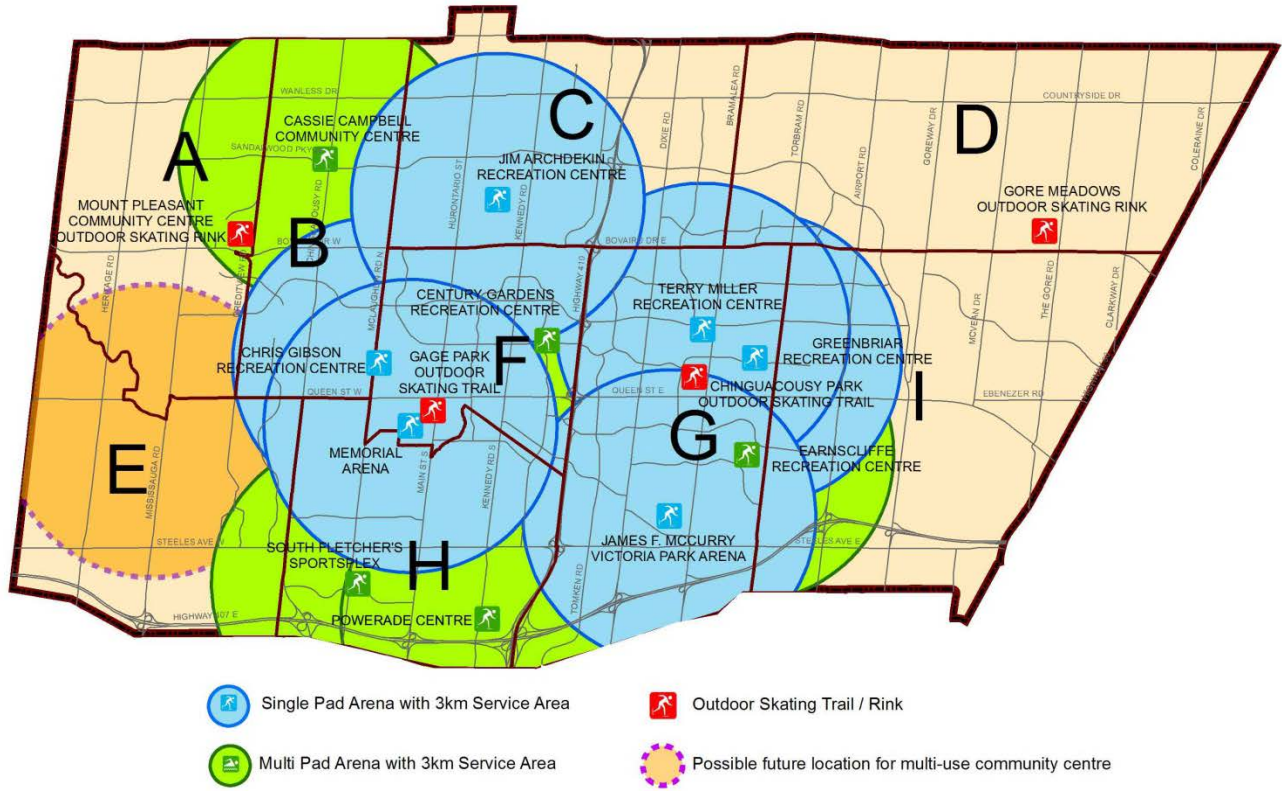 WANLESS DR
COUNTRYSIDE DR
CASSIE CAMPBELL
COMMUNITY CENTRE
SANDALWOOD PKY
A
B
C
D
JIM ARCHDEKIN
RECREATION CENTRE
HURONTARIO ST
KENNEDY RD
DIXIE RD
BRAMALEA RD
TORBRAM RD
AIRPORT RD
GOREWAY DR
COLERAINE DR
MOUNT PLEASANT
COMMUNITY CENTRE
OUTDOOR SKATING RINK
GORE MEADOWS
OUTDOOR SKATING RINK
BOVAIRD DR E
HERITAGE RD
MCLAUGHLIN RD N
HIGHWAY 410
MCVEAN DR
THE GORE RD
CLARKWAY DR
CENTURY GARDENS
RECREATION CENTRE
TERRY MILLER
RECREATION CENTRE
CHRIS GIBSON
RECREATION CENTRE
GAGE PARK
OUTDOOR
SKATING TRAIL
F
GREENBRIAR
RECREATION CENTRE
QUEEN ST W
QUEEN ST E
CHINGUACOUSY PARK
OUTDOOR SKATING TRAIL
EBENEZER RD
E
G
I
MEMORIAL
ARENA
MAIN ST S
KENNEDY RD S
EARNSCLIFFE
RECREATION CENTRE
MISSISSAUGA RD
STEELES AVE W
SOUTH FLETCHER'S
SPORTSPLEX
H
JAMES F. MCCURRY
VICTORIA PARK ARENA
STEELES AVE E
TOMKEN RD
HIGHWAY 407 E
POWERADE CENTRE
Single Pad Arena with 3km Service Area
Outdoor Skating Trail / Rink
Multi Pad Arena with 3km Service Area
Possible future location for multi-use community centre